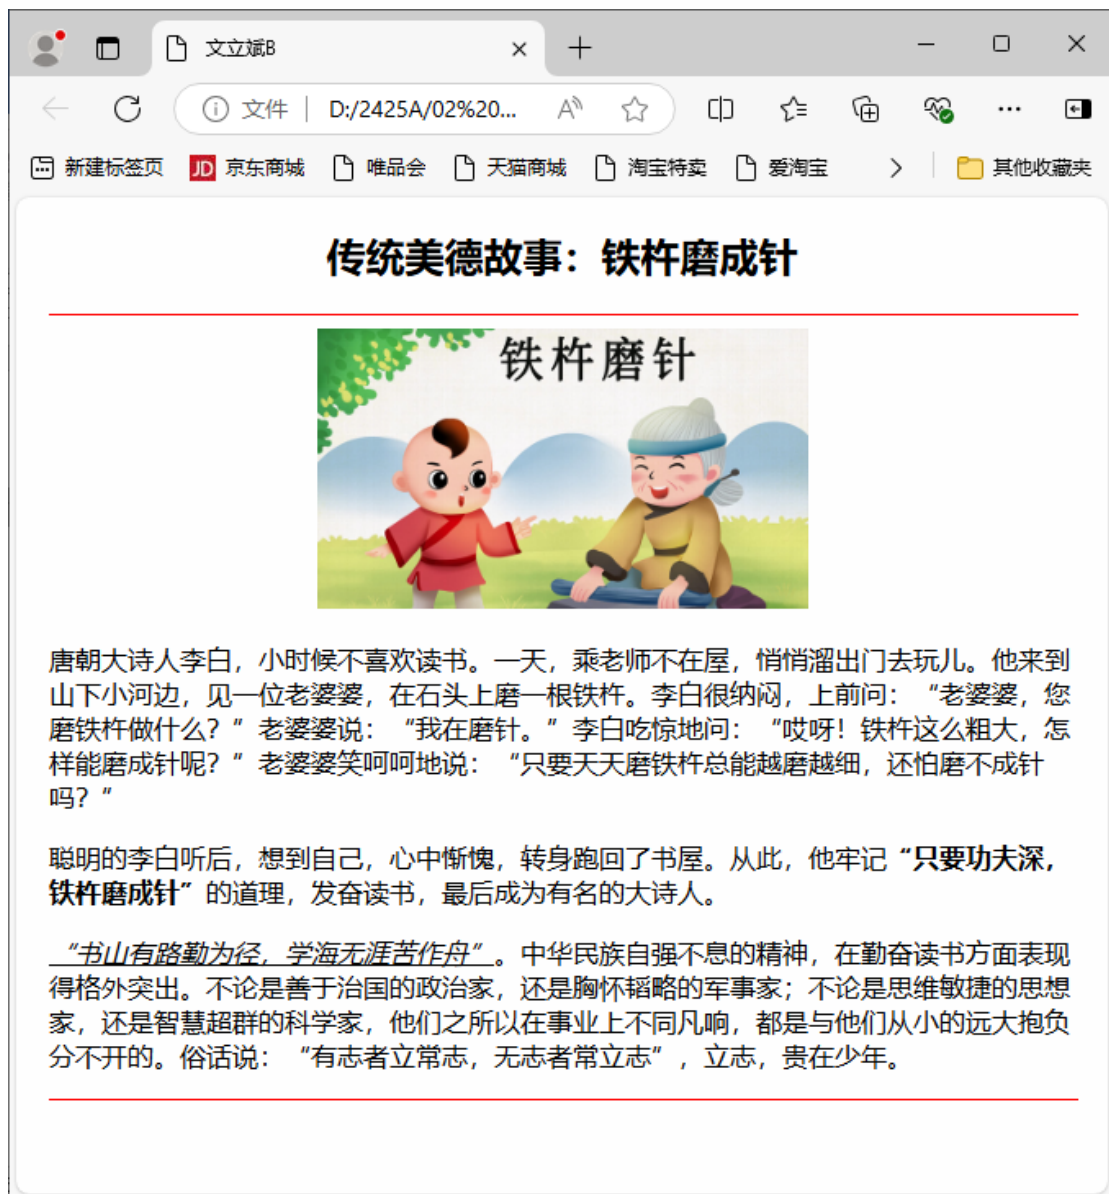 文立斌B
文件 D:/2425A/02%20...
新建标签页 JD 京东商城 唯品会 天猫商城 淘宝特卖 爱淘宝 其他收藏夹
传统美德故事：铁杵磨成针
铁杵磨针
唐朝大诗人李白，小时候不喜欢读书。一天，乘老师不在屋，悄悄溜出门去玩儿。他来到
山下小河边，见一位老婆婆，在石头上磨一根铁杵。李白很纳闷，上前问：“老婆婆，您
磨铁杵做什么？”老婆婆说：“我在磨针。”李白吃惊地问：“哎呀！铁杵这么粗大，怎
样能磨成针呢？”老婆婆笑呵呵地说：“只要天天磨铁杵总能越磨越细，还怕磨不成针
吗？“
聪明的李白听后，想到自己，心中惭愧，转身跑回了书屋。从此，他牢记“只要功夫深，
铁杵磨成针”的道理，发奋读书，最后成为有名的大诗人。
“书山有路勤为径，学海无涯苦作舟”。中华民族自强不息的精神，在勤奋读书方面表现
得格外突出。不论是善于治国的政治家，还是胸怀韬略的军事家；不论是思维敏捷的思想
家，还是智慧超群的科学家，他们之所以在事业上不同凡响，都是与他们从小的远大抱负
分不开的。俗话说：“有志者立常志，无志者常立志”，立志，贵在少年。